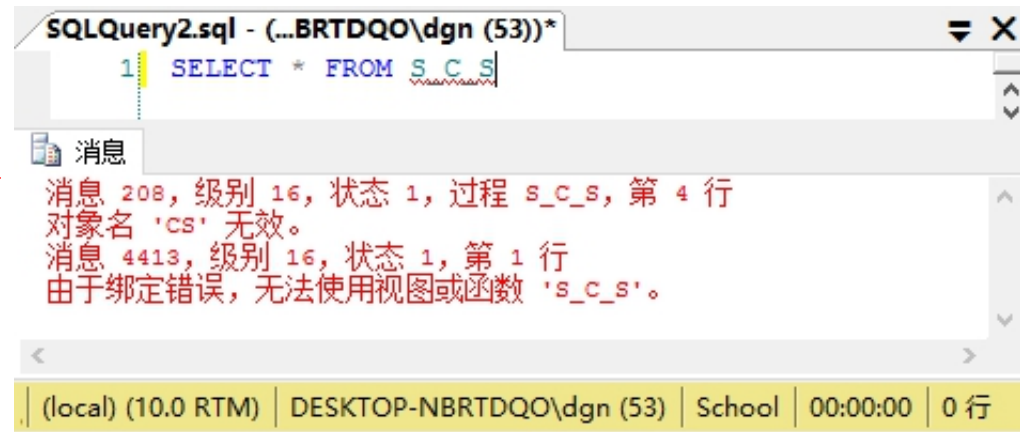 SQLQuery2.sql - (...BRTDQO\dgn (53))*
1 SELECT * FROM S_C_S
消息
消息 208，级别 16，状态 1，过程 S_C_S，第 4 行
对象名 'CS' 无效。
消息 4413，级别 16，状态 1，第 1 行
由于绑定错误，无法使用视图或函数 'S_C_S'。
(local) (10.0 RTM) DESKTOP-NBRTDQO\dgn (53) School 00:00:00 0 行